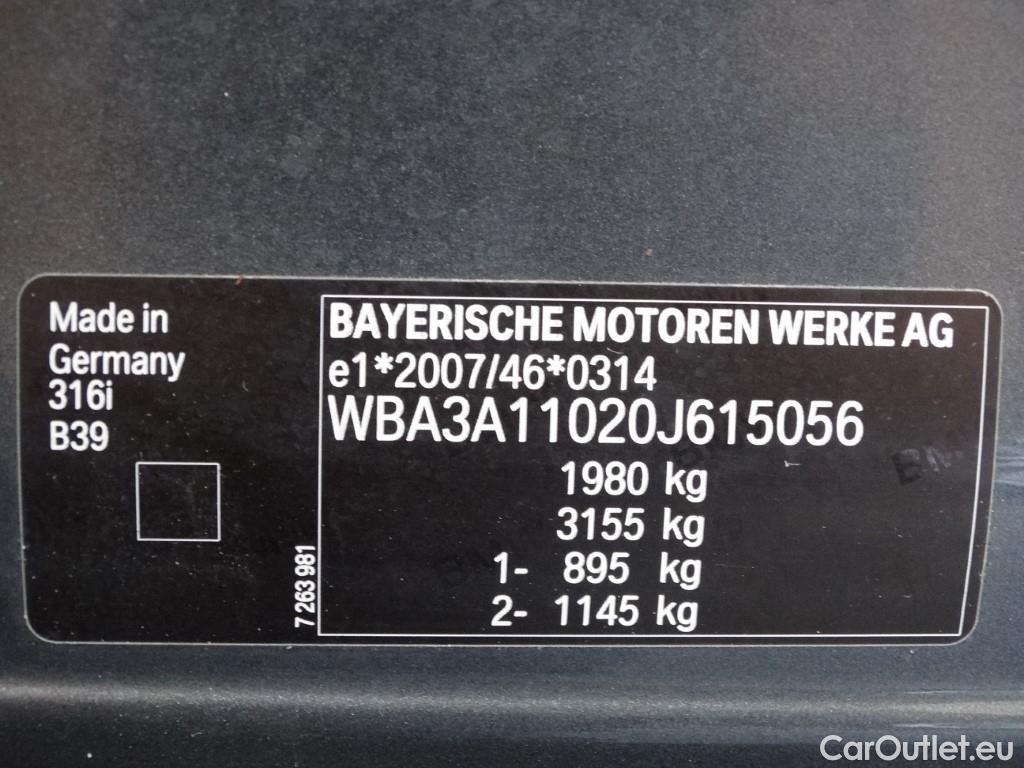 Made in
Germany
316i
B39
7 263 981
BAYERISCHE MOTOREN WERKE AG
e1*2007/46*0314
WBA3A11020J615056
1980 kg
3155 kg
1- 895 kg
2- 1145 kg
CarOutlet.eu